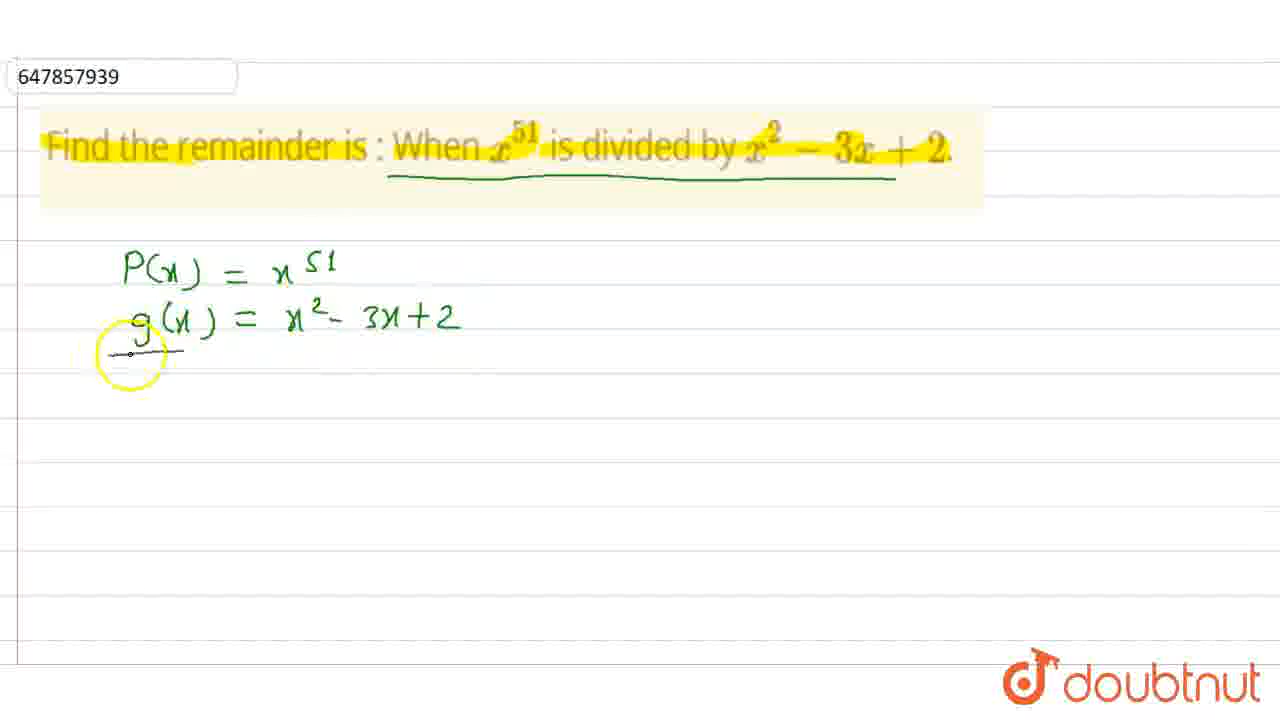 647857939
Find the remainder is : When x^51 is divided by x^2 − 3x + 2.
P(x) = x^51
g(x) = x^2 - 3x + 2
doubtnut